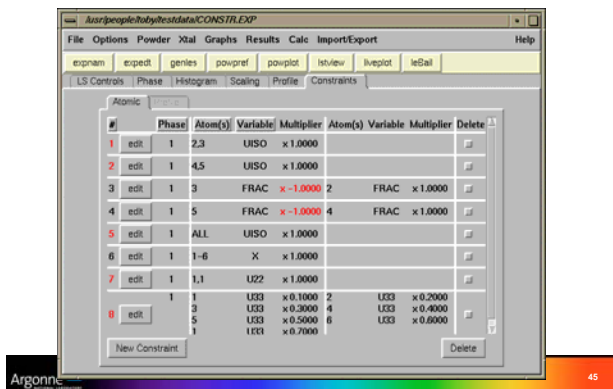 /usr/people/toby/testdata/CONSTR.EXP
File Options Powder Xtal Graphs Results Calc Import/Export Help
expnam expedt genles powpref powplot lstview liveplot leBail
LS Controls Phase Histogram Scaling Profile Constraints
Atomic
# Phase Atom(s) Variable Multiplier Atom(s) Variable Multiplier Delete
1 edit 1 2,3 UISO x 1.0000
2 edit 1 4,5 UISO x 1.0000
3 edit 1 3 FRAC x -1.0000 2 FRAC x 1.0000
4 edit 1 5 FRAC x -1.0000 4 FRAC x 1.0000
5 edit 1 ALL UISO x 1.0000
6 edit 1 1-6 X x 1.0000
7 edit 1 1,1 U22 x 1.0000
1 1 U33 x 0.1000 2 U33 x 0.2000
8 edit 3 U33 x 0.3000 4 U33 x 0.4000
5 U33 x 0.5000 6 U33 x 0.6000
1 U33 x 0.7000
New Constraint Delete
Argonne 45